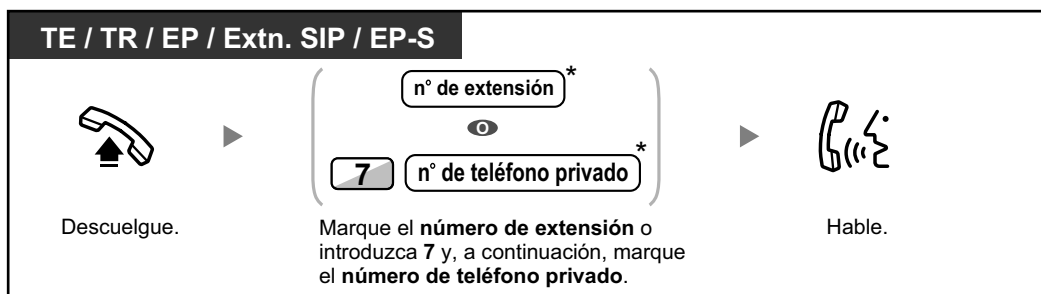 TE / TR / EP / Extn. SIP / EP-S
n° de extensión*
o
7 n° de teléfono privado*
Descuelgue.
Marque el número de extensión o
introduzca 7 y, a continuación, marque
el número de teléfono privado.
Hable.